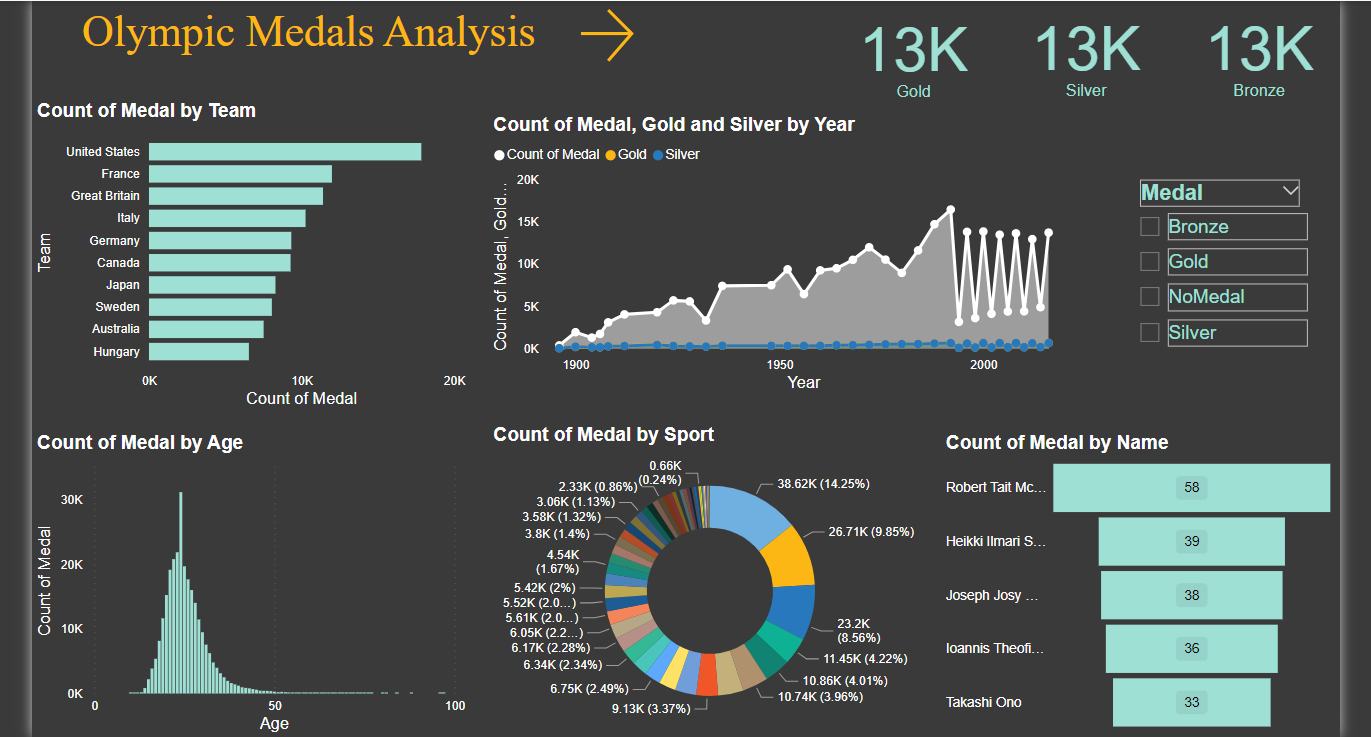 Olympic Medals Analysis
13K
Gold
13K
Silver
13K
Bronze
Count of Medal by Team
Team
United States
France
Great Britain
Italy
Germany
Canada
Japan
Sweden
Australia
Hungary
0K 10K 20K
Count of Medal
Count of Medal, Gold and Silver by Year
Count of Medal Gold Silver
Count of Medal, Gold...
20K
15K
10K
5K
0K
1900 1950 2000
Year
Medal
Bronze
Gold
NoMedal
Silver
Count of Medal by Age
Count of Medal
30K
20K
10K
0K
0 50 100
Age
Count of Medal by Sport
38.62K (14.25%)
26.71K (9.85%)
23.2K
(8.56%)
11.45K (4.22%)
10.86K (4.01%)
10.74K (3.96%)
9.13K (3.37%)
6.75K (2.49%)
6.34K (2.34%)
6.17K (2.28%)
6.05K (2.2...)
5.61K (2.0...)
5.52K (2.0...)
5.42K (2%)
4.54K
(1.67%)
3.8K (1.4%)
3.58K (1.32%)
3.06K (1.13%)
2.33K (0.86%)
0.66K
(0.24%)
Count of Medal by Name
Robert Tait Mc... 58
Heikki Ilmari S... 39
Joseph Josy ... 38
Ioannis Theofi... 36
Takashi Ono 33